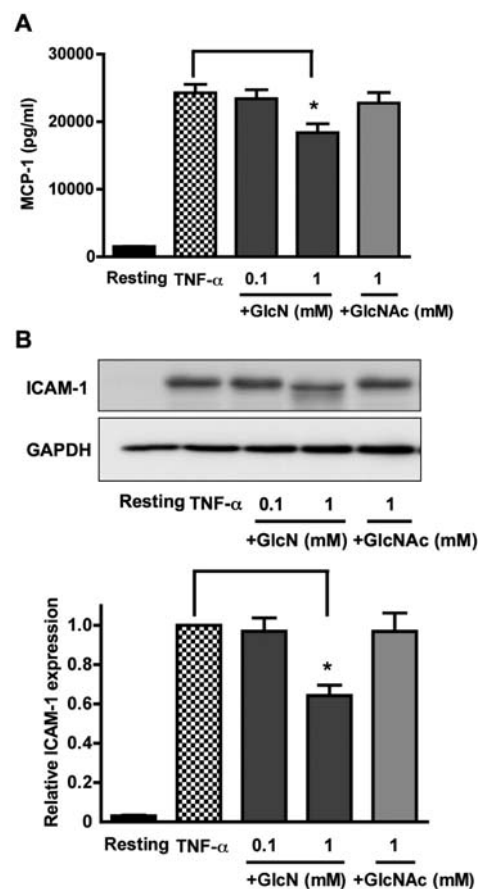 A
30000
20000
10000
0
MCP-1 (pg/ml)
*
Resting TNF-α 0.1 1 1
+GlcN (mM) +GlcNAc (mM)
B
ICAM-1
GAPDH
Resting TNF-α 0.1 1 1
+GlcN (mM) +GlcNAc (mM)
1.0
0.8
0.6
0.4
0.2
0
Relative ICAM-1 expression
*
Resting TNF-α 0.1 1 1
+GlcN (mM) +GlcNAc (mM)